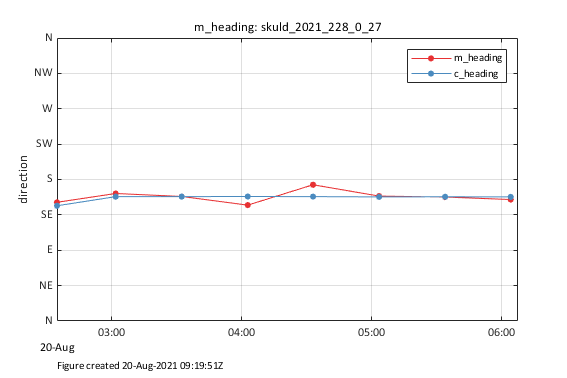 m_heading: skuld_2021_228_0_27
N
NW
W
SW
S
SE
E
NE
N
direction
m_heading
c_heading
03:00 04:00 05:00 06:00
20-Aug
Figure created 20-Aug-2021 09:19:51Z